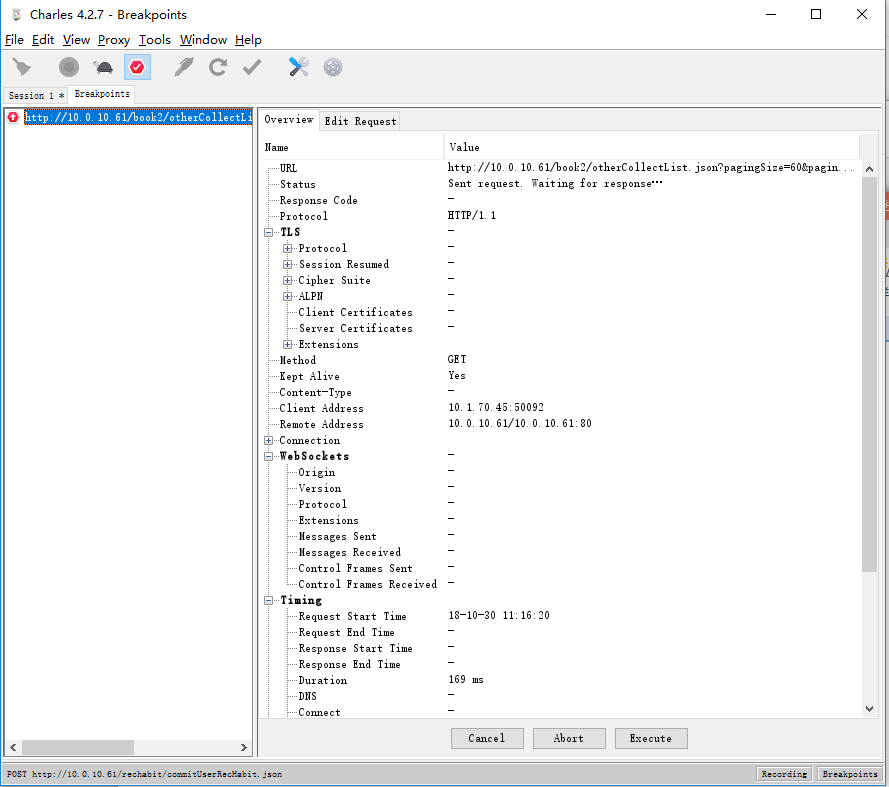 Charles 4.2.7 - Breakpoints
File Edit View Proxy Tools Window Help
Session 1 * Breakpoints
http://10.0.10.61/book2/otherCollectLi
Overview Edit Request
Name Value
URL http://10.0.10.61/book2/otherCollectList.json?pagingSize=60&pagin...
Status Sent request. Waiting for response…
Response Code -
Protocol HTTP/1.1
TLS -
Protocol -
Session Resumed -
Cipher Suite -
ALPN -
Client Certificates -
Server Certificates -
Extensions
Method GET
Kept Alive Yes
Content-Type -
Client Address 10.1.70.45:50092
Remote Address 10.0.10.61/10.0.10.61:80
Connection
WebSockets -
Origin -
Version -
Protocol -
Extensions -
Messages Sent -
Messages Received -
Control Frames Sent -
Control Frames Received -
Timing
Request Start Time 18-10-30 11:16:20
Request End Time -
Response Start Time -
Response End Time -
Duration 169 ms
DNS -
Connect -
Cancel Abort Execute
POST http://10.0.10.61/rechabit/commitUserRecHabit.json Recording Breakpoints